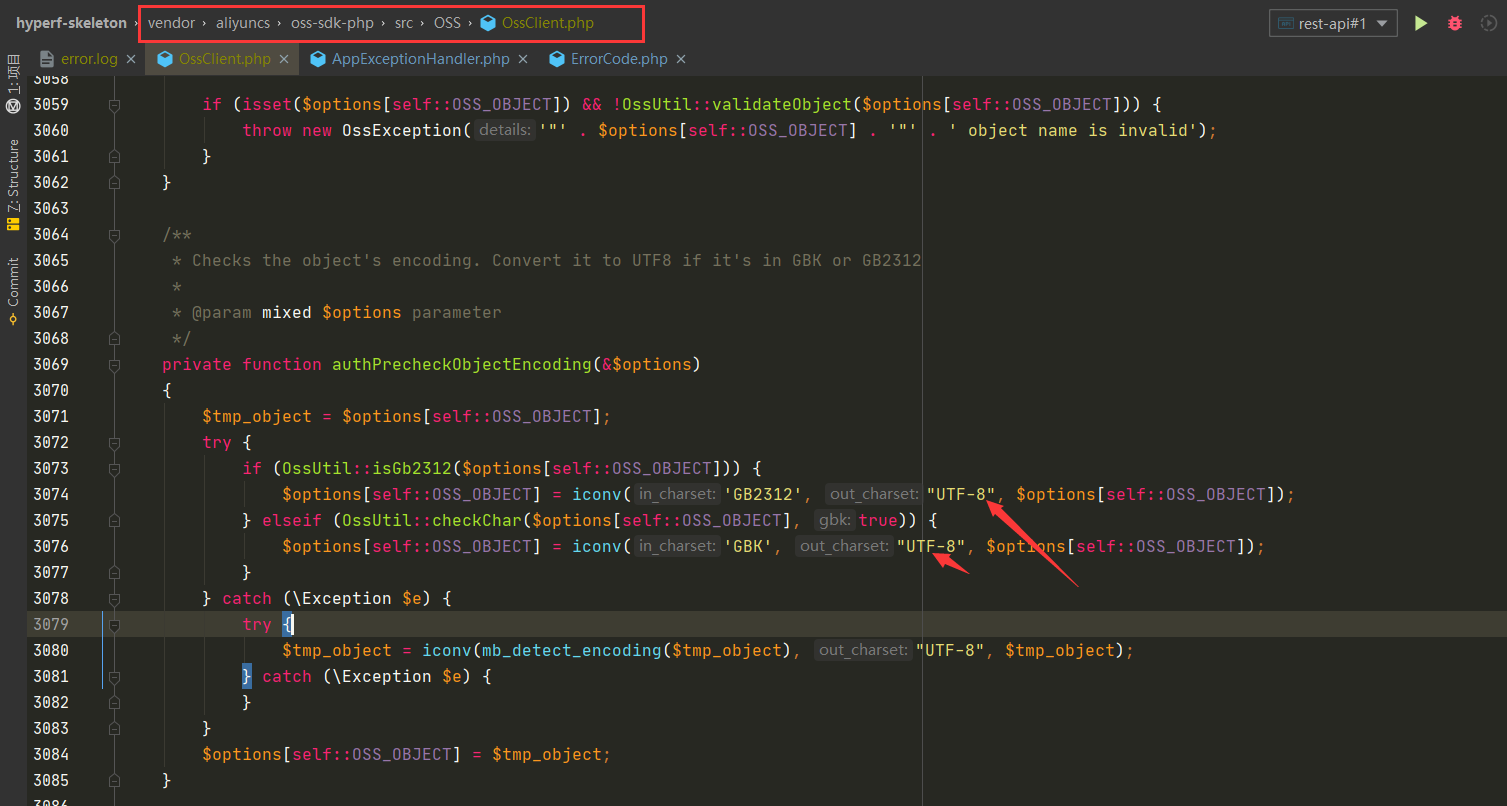 hyperf-skeleton › vendor › aliyuncs › oss-sdk-php › src › OSS › OssClient.php
rest-api#1
error.log × OssClient.php × AppExceptionHandler.php × ErrorCode.php ×
1: 项目
Z: Structure
Commit
3058
3059 if (isset($options[self::OSS_OBJECT]) && !OssUtil::validateObject($options[self::OSS_OBJECT])) {
3060 throw new OssException( details: '"' . $options[self::OSS_OBJECT] . '"' . ' object name is invalid');
3061 }
3062 }
3063
3064 /**
3065 * Checks the object's encoding. Convert it to UTF8 if it's in GBK or GB2312
3066 *
3067 * @param mixed $options parameter
3068 */
3069 private function authPrecheckObjectEncoding(&$options)
3070 {
3071 $tmp_object = $options[self::OSS_OBJECT];
3072 try {
3073 if (OssUtil::isGb2312($options[self::OSS_OBJECT])) {
3074 $options[self::OSS_OBJECT] = iconv( in_charset: 'GB2312', out_charset: "UTF-8", $options[self::OSS_OBJECT]);
3075 } elseif (OssUtil::checkChar($options[self::OSS_OBJECT], gbk: true)) {
3076 $options[self::OSS_OBJECT] = iconv( in_charset: 'GBK', out_charset: "UTF-8", $options[self::OSS_OBJECT]);
3077 }
3078 } catch (\Exception $e) {
3079 try {
3080 $tmp_object = iconv(mb_detect_encoding($tmp_object), out_charset: "UTF-8", $tmp_object);
3081 } catch (\Exception $e) {
3082 }
3083 }
3084 $options[self::OSS_OBJECT] = $tmp_object;
3085 }
3086